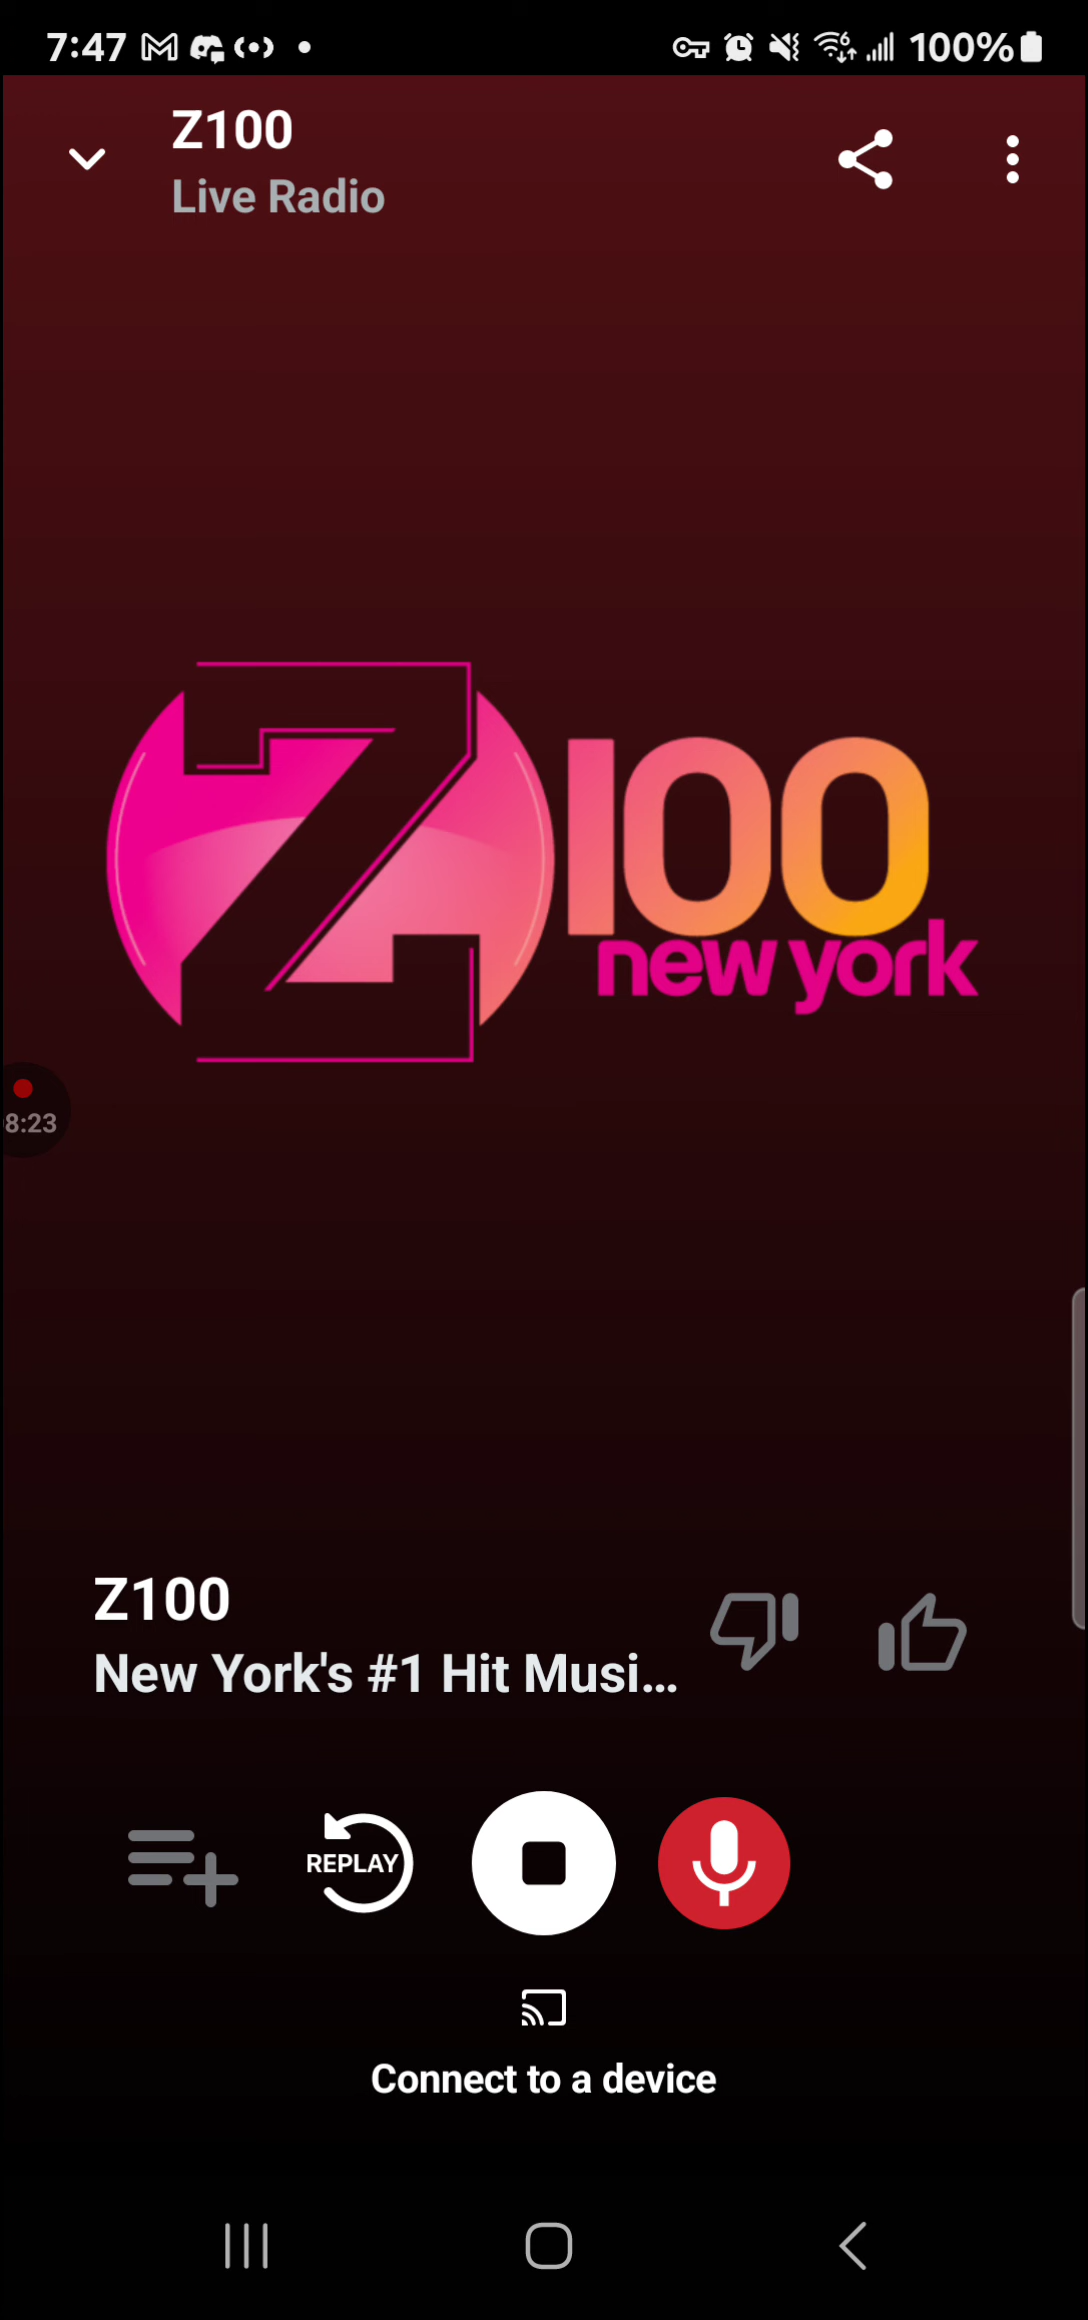 7:47
100%
Z100
Live Radio
Z100
new york
8:23
Z100
New York's #1 Hit Musi...
REPLAY
Connect to a device